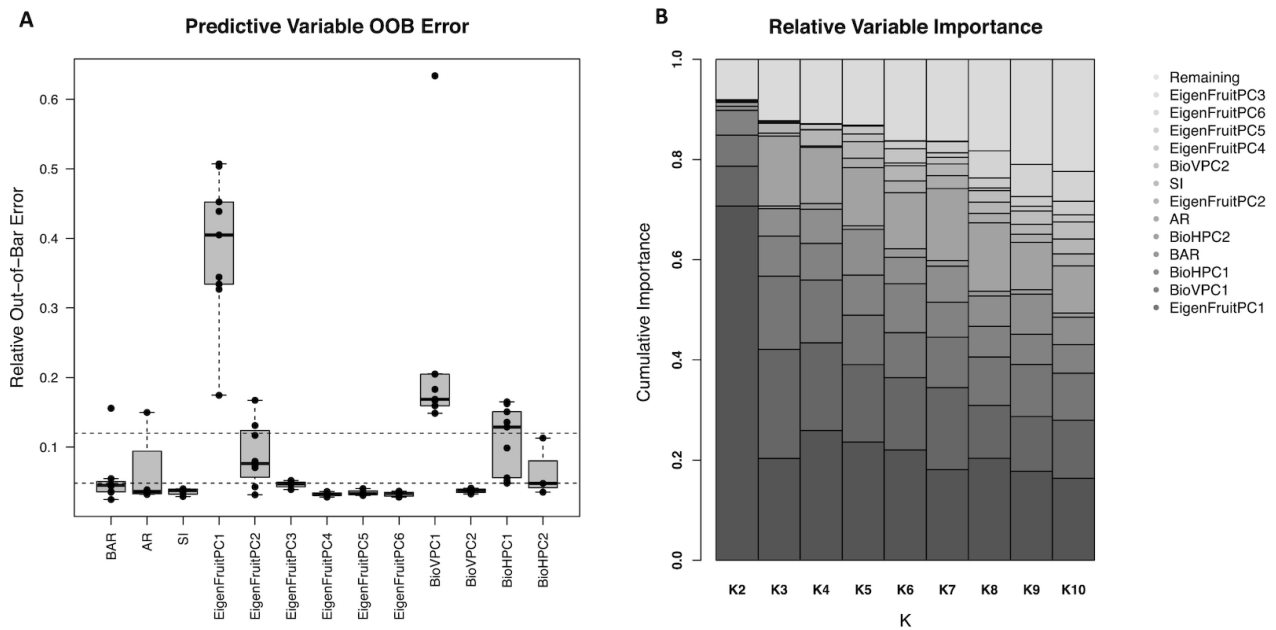 A
Predictive Variable OOB Error
Relative Out-of-Bar Error
0.6
0.5
0.4
0.3
0.2
0.1
BAR
AR
SI
EigenFruitPC1
EigenFruitPC2
EigenFruitPC3
EigenFruitPC4
EigenFruitPC5
EigenFruitPC6
BioVPC1
BioVPC2
BioHPC1
BioHPC2
B
Relative Variable Importance
Cumulative Importance
1.0
0.8
0.6
0.4
0.2
0.0
K2 K3 K4 K5 K6 K7 K8 K9 K10
K
Remaining
EigenFruitPC3
EigenFruitPC6
EigenFruitPC5
EigenFruitPC4
BioVPC2
SI
EigenFruitPC2
AR
BioHPC2
BAR
BioHPC1
BioVPC1
EigenFruitPC1